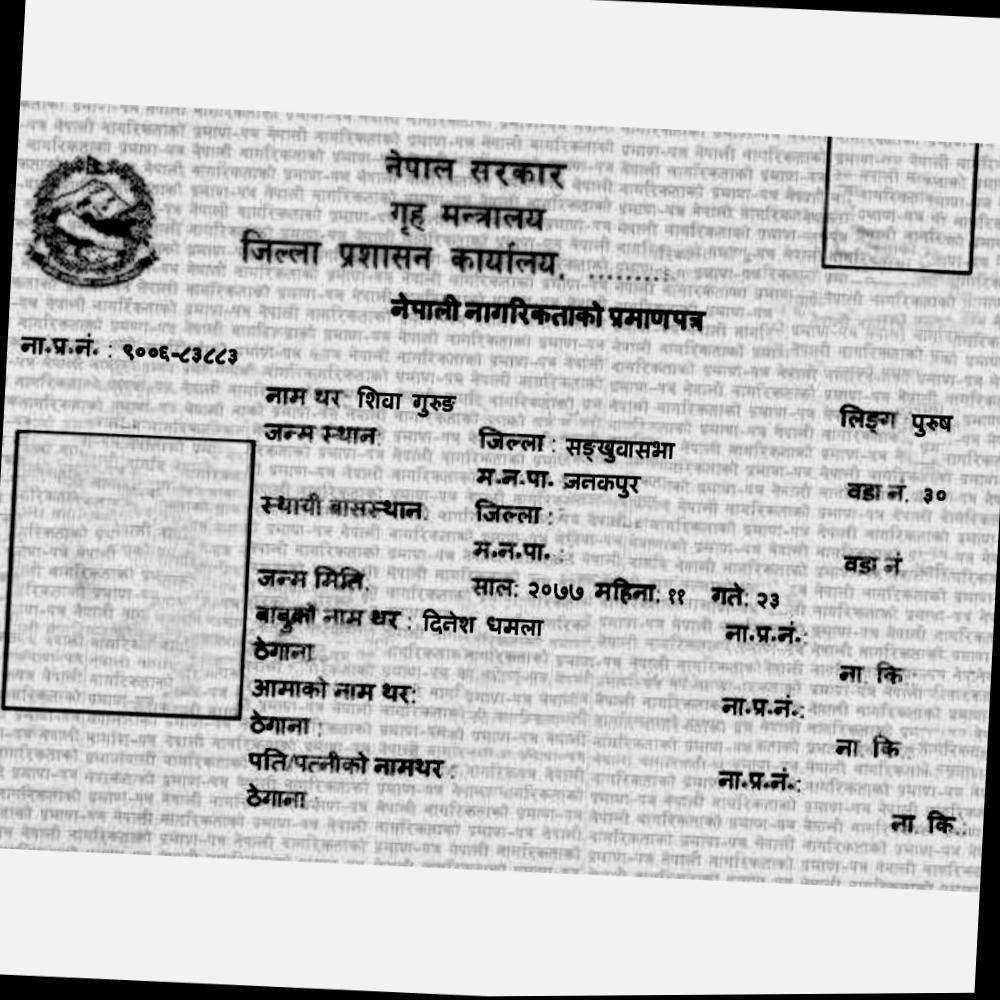 नेपाल सरकार
गृह मन्त्रालय
जिल्ला प्रशासन कार्यालय, ..........
नेपाली नागरिकताको प्रमाणपत्र
ना.प्र.नं. : ९००६-८३८८३
नाम थर शिवा गुरुङ लिङ्ग पुरुष
जन्म स्थान: जिल्ला : सङ्खुवासभा
म.न.पा. जनकपुर वडा नं. ३०
स्थायी बासस्थान: जिल्ला :
म.न.पा. : वडा नं
जन्म मिति: साल: २०७७ महिना: ११ गते: २३
बाबुको नाम थर : दिनेश धमला ना.प्र.नं.:
ठेगाना ना. कि.:
आमाको नाम थर: ना.प्र.नं.:
ठेगाना : ना. कि.:
पति/पत्नीको नामथर : ना.प्र.नं.:
ठेगाना : ना. कि.: